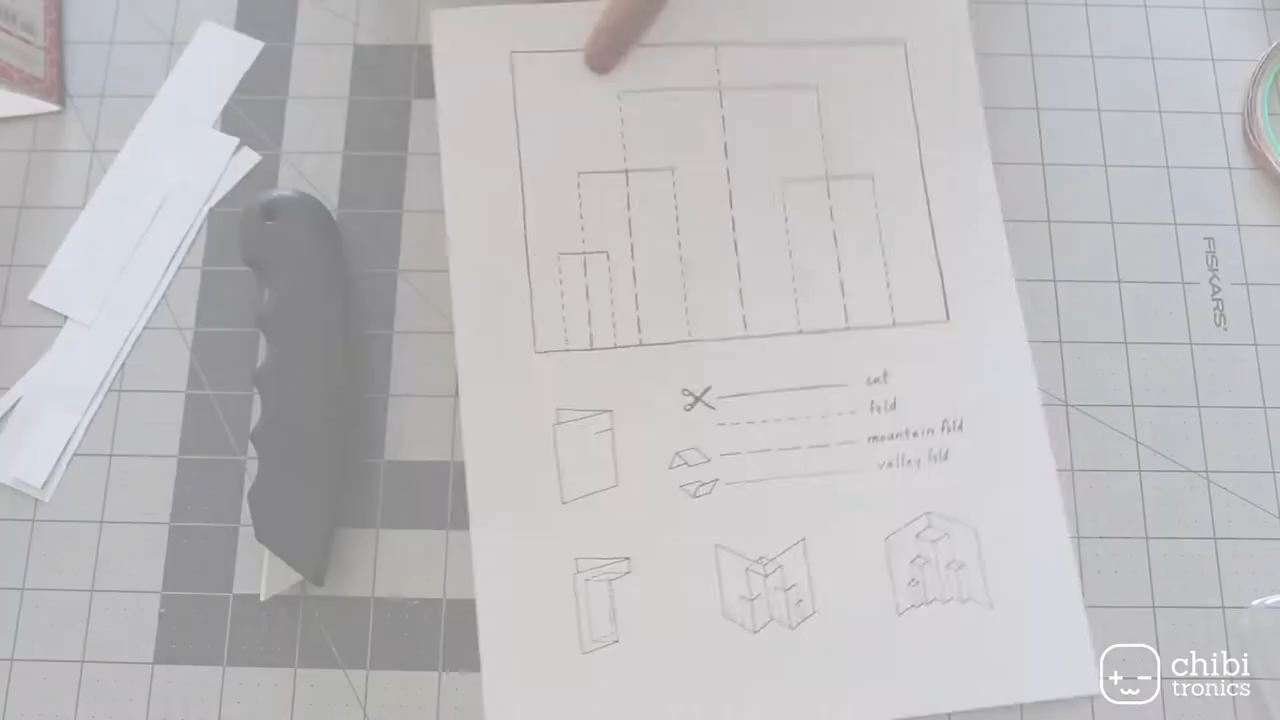 FISKARS®
cut
fold
mountain fold
valley fold
chibi
tronics